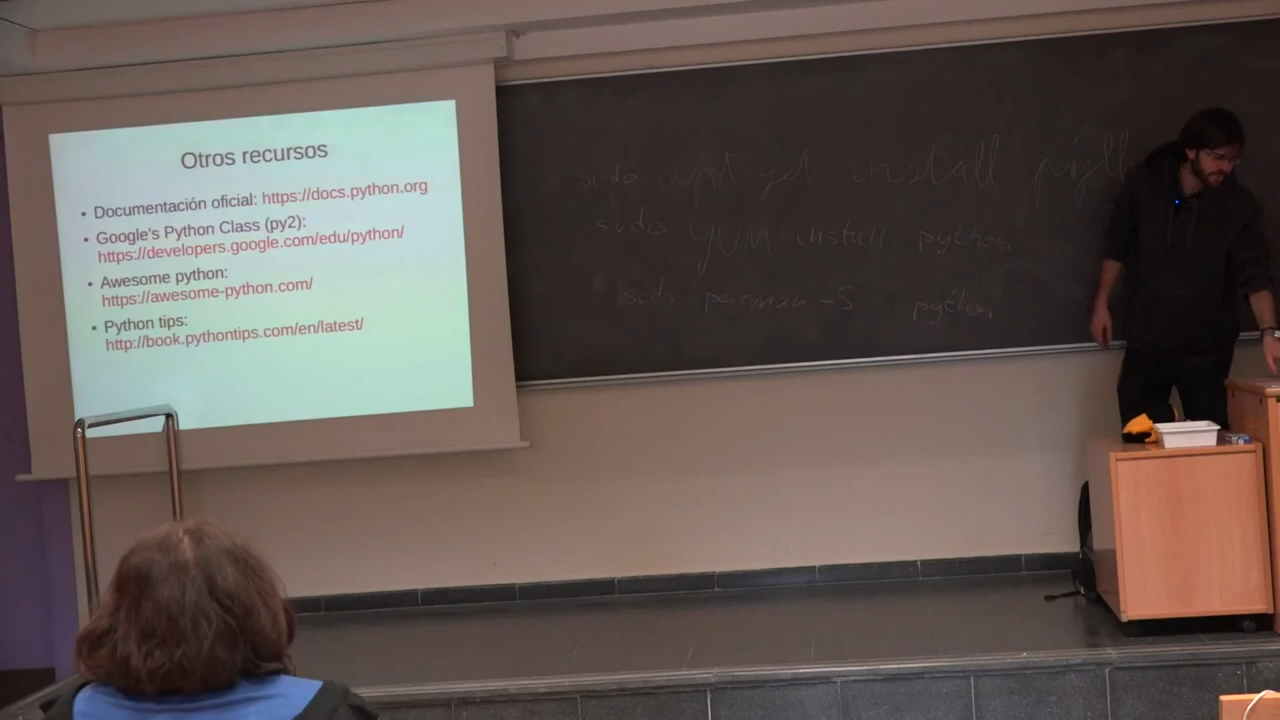 Otros recursos
• Documentación oficial: https://docs.python.org
• Google's Python Class (py2):
https://developers.google.com/edu/python/
• Awesome python:
https://awesome-python.com/
• Python tips:
http://book.pythontips.com/en/latest/
sudo apt get install
sudo YUM install python
sudo pacman -S python